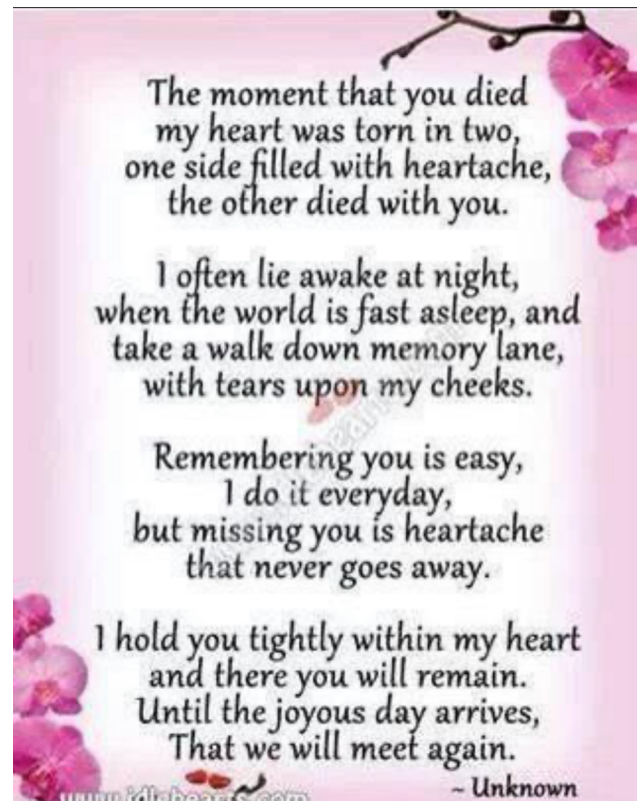 The moment that you died
my heart was torn in two,
one side filled with heartache,
the other died with you.
I often lie awake at night,
when the world is fast asleep, and
take a walk down memory lane,
with tears upon my cheeks.
Remembering you is easy,
I do it everyday,
but missing you is heartache
that never goes away.
I hold you tightly within my heart
and there you will remain.
Until the joyous day arrives,
That we will meet again.
~ Unknown
www.idlehearts.com